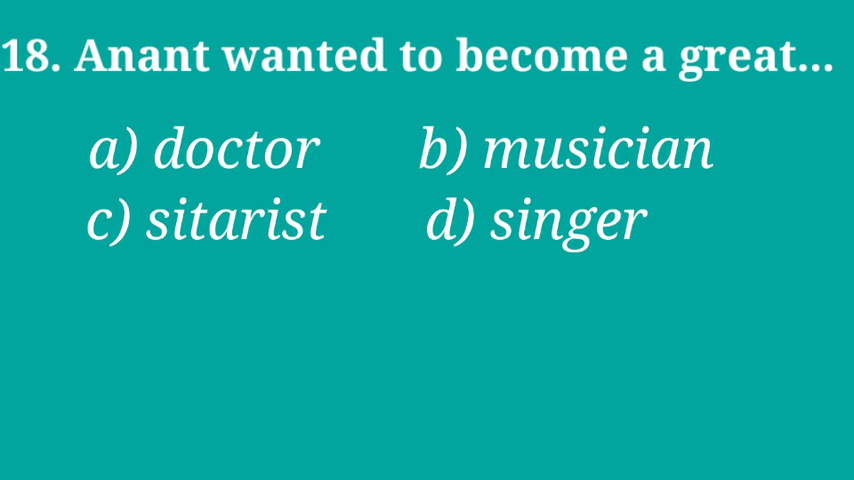 18. Anant wanted to become a great...
a) doctor b) musician
c) sitarist d) singer